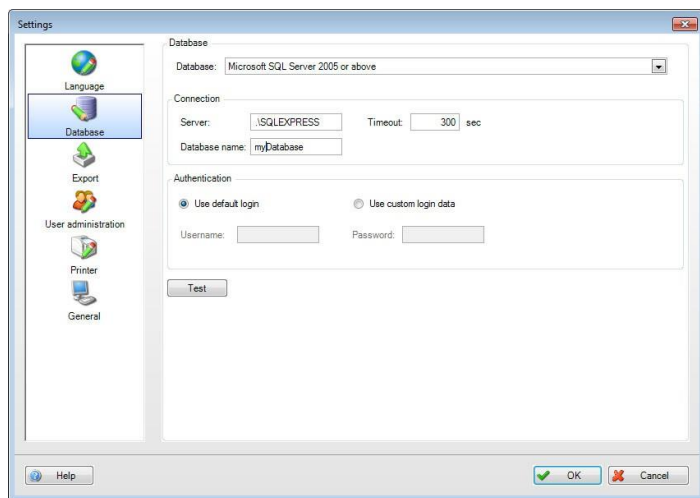 Settings
Language
Database
Export
User administration
Printer
General
Database
Database: Microsoft SQL Server 2005 or above
Connection
Server: .\SQLEXPRESS Timeout: 300 sec
Database name: myDatabase
Authentication
Use default login Use custom login data
Username: Password:
Test
Help OK Cancel